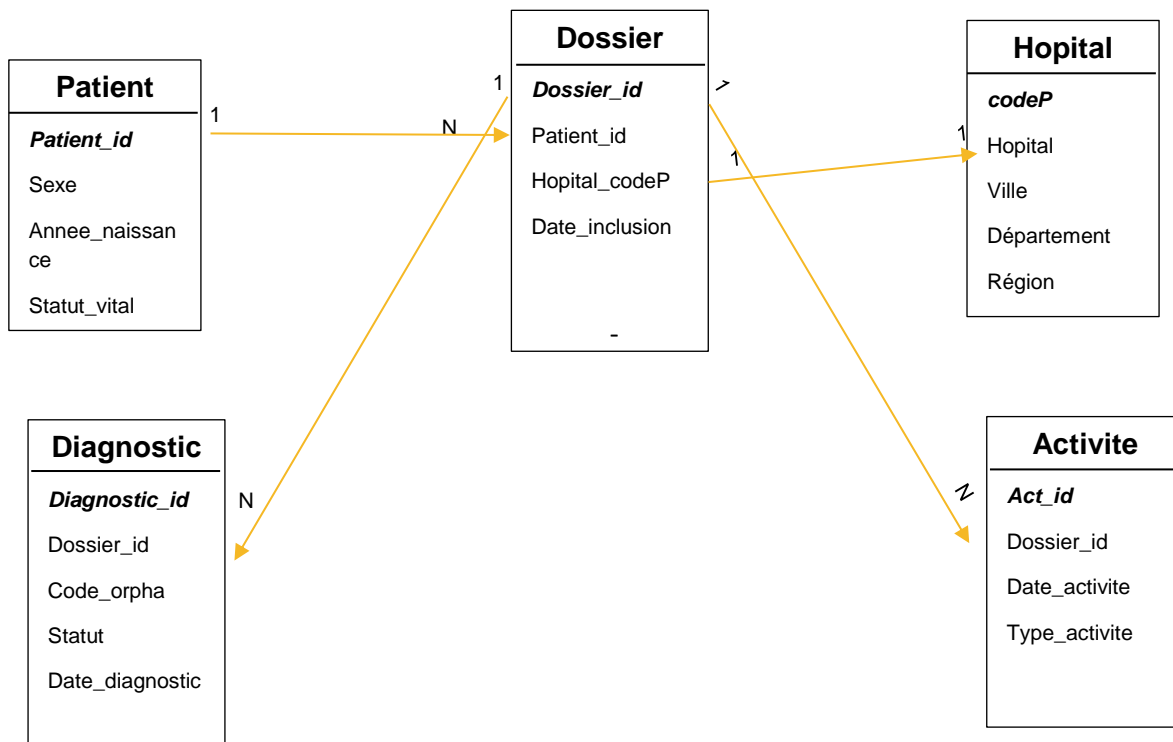 Patient
Patient_id
Sexe
Annee_naissan
ce
Statut_vital
1
N
1
Dossier
Dossier_id
Patient_id
Hopital_codeP
Date_inclusion
-
1
1
1
Hopital
codeP
Hopital
Ville
Département
Région
Diagnostic
Diagnostic_id
Dossier_id
Code_orpha
Statut
Date_diagnostic
N
N
Activite
Act_id
Dossier_id
Date_activite
Type_activite